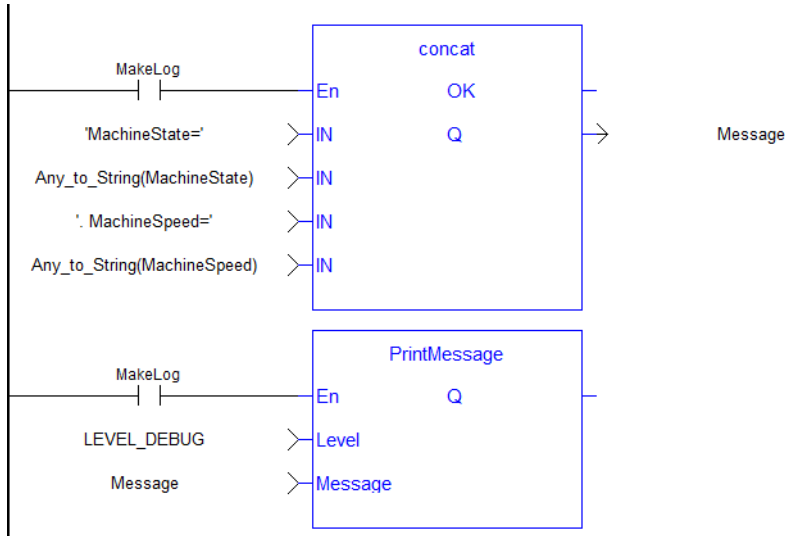 concat
MakeLog
En OK
'MachineState=' IN Q Message
Any_to_String(MachineState) IN
'. MachineSpeed=' IN
Any_to_String(MachineSpeed) IN
PrintMessage
MakeLog
En Q
LEVEL_DEBUG Level
Message Message